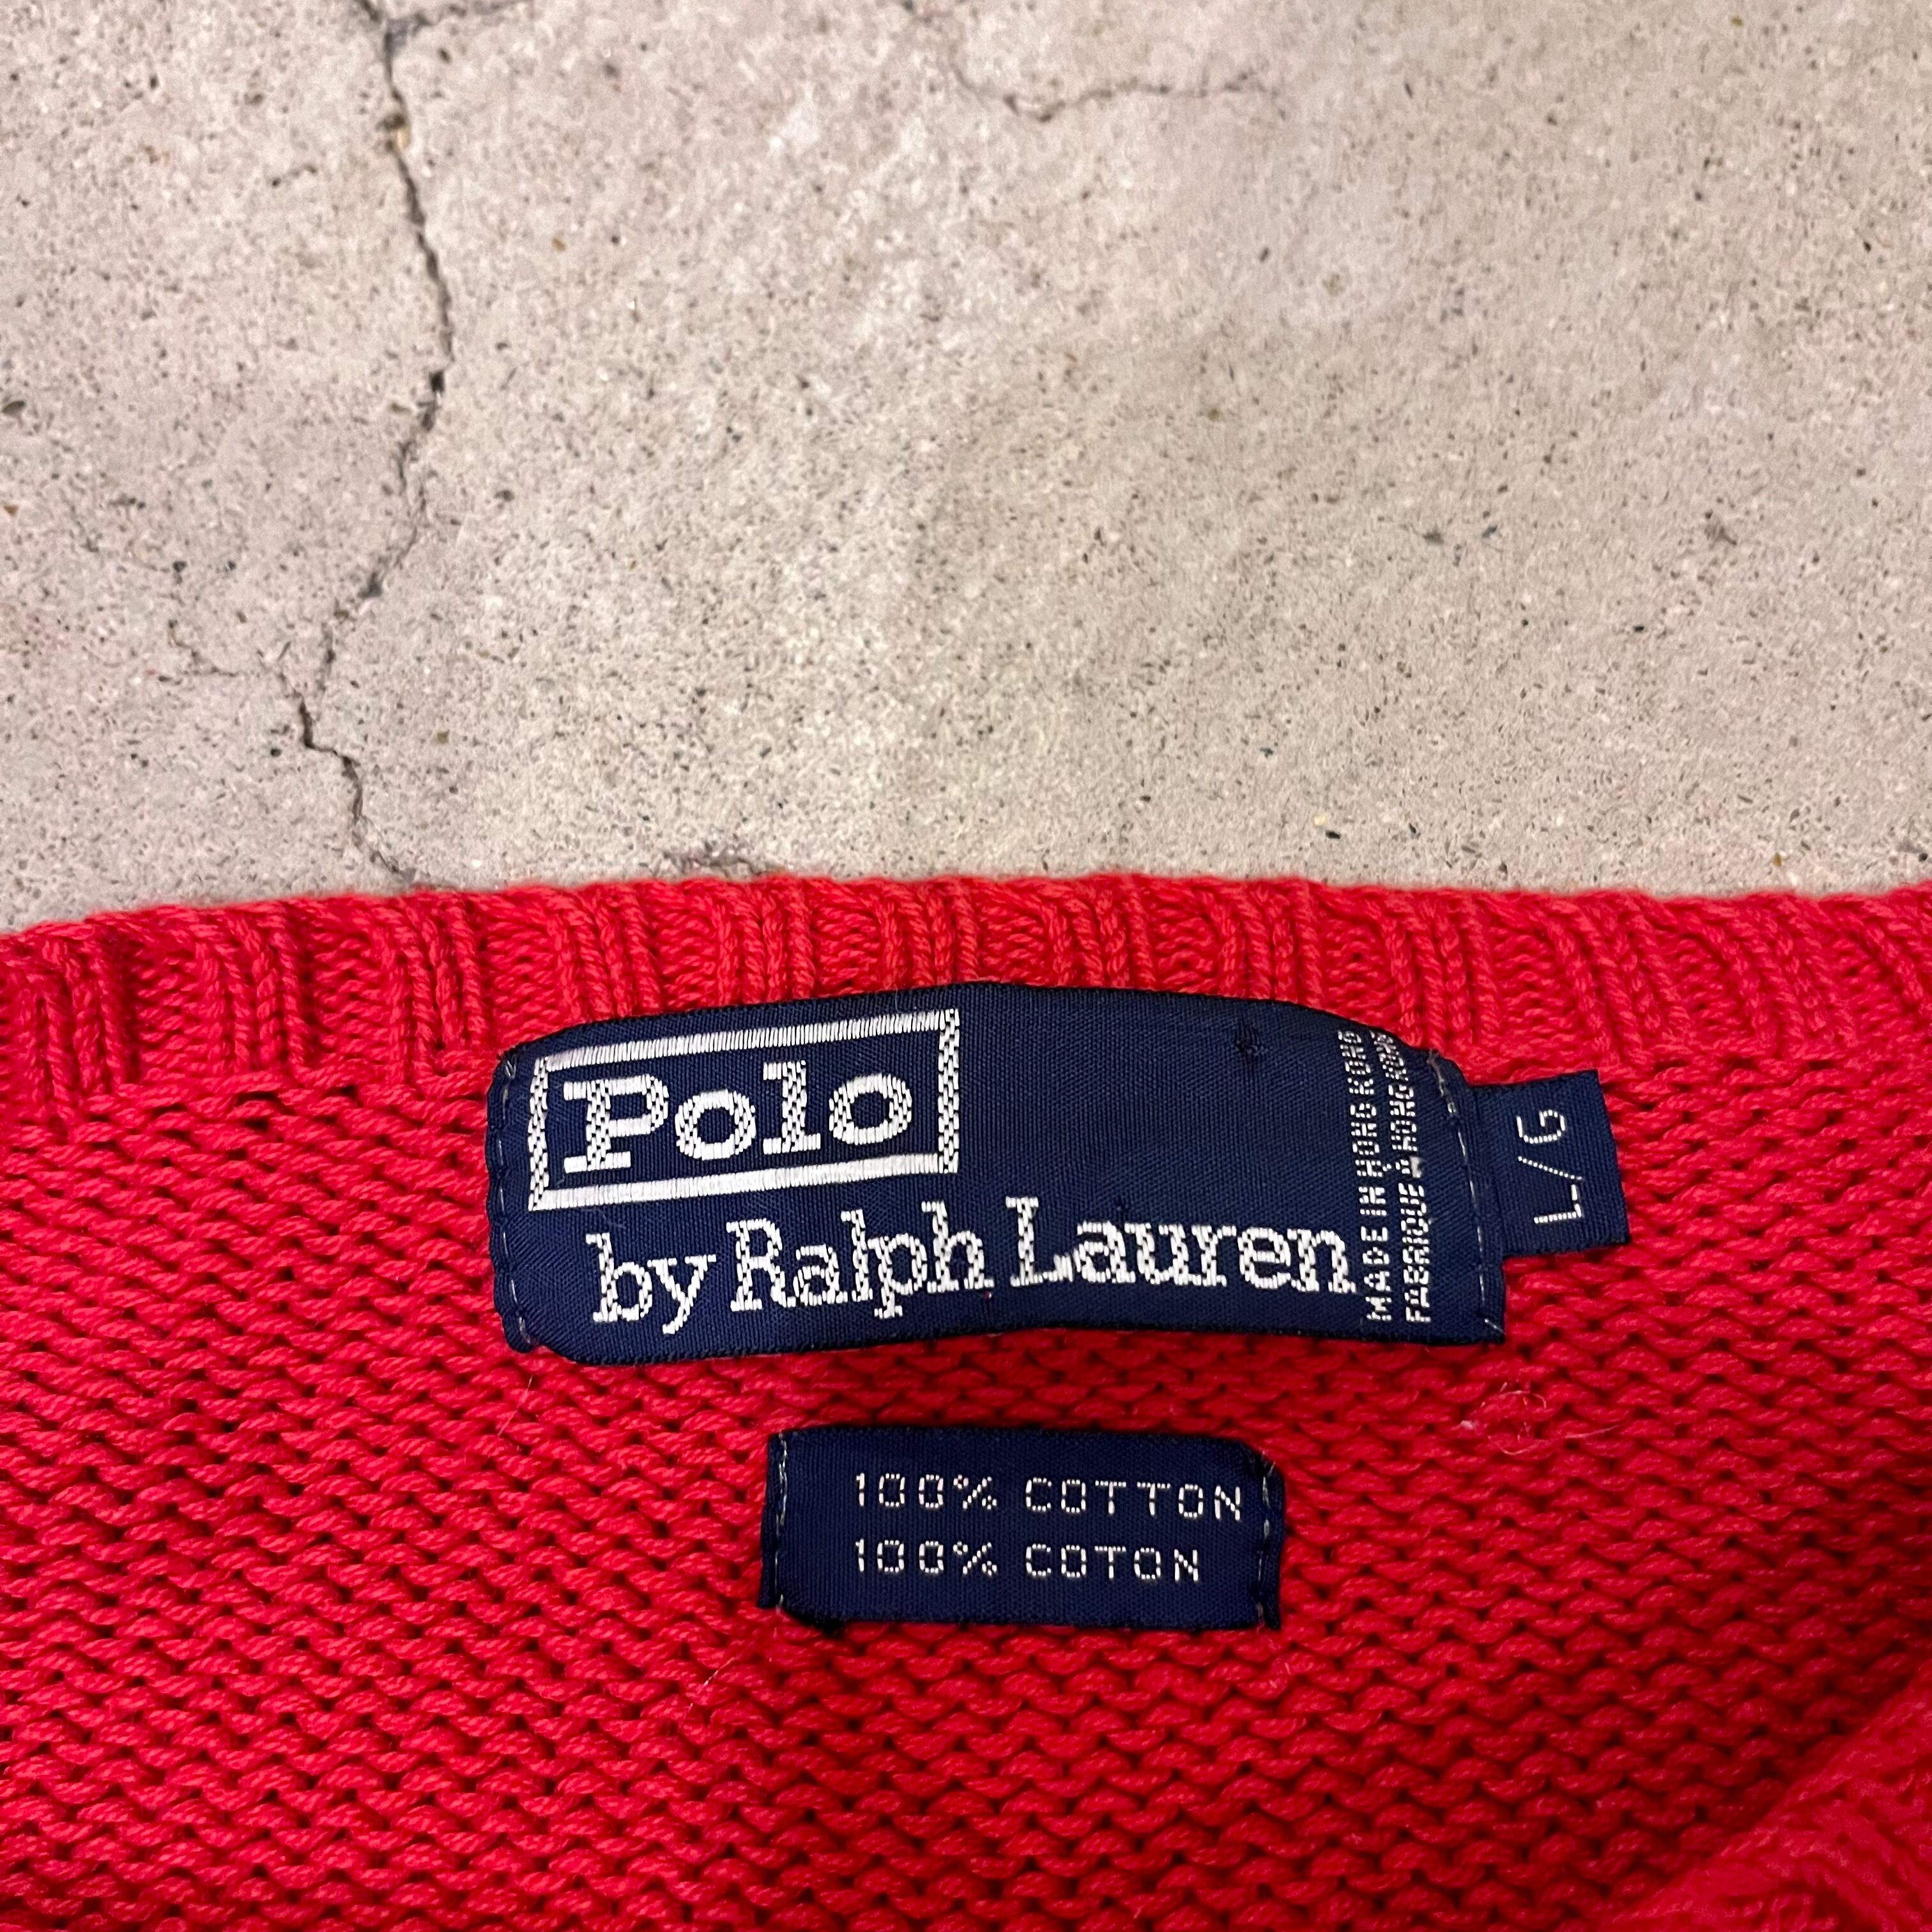 Polo
by Ralph Lauren
MADE IN HONG KONG
FABRIQUE À HONG KONG
L/G
100% COTTON
100% COTON